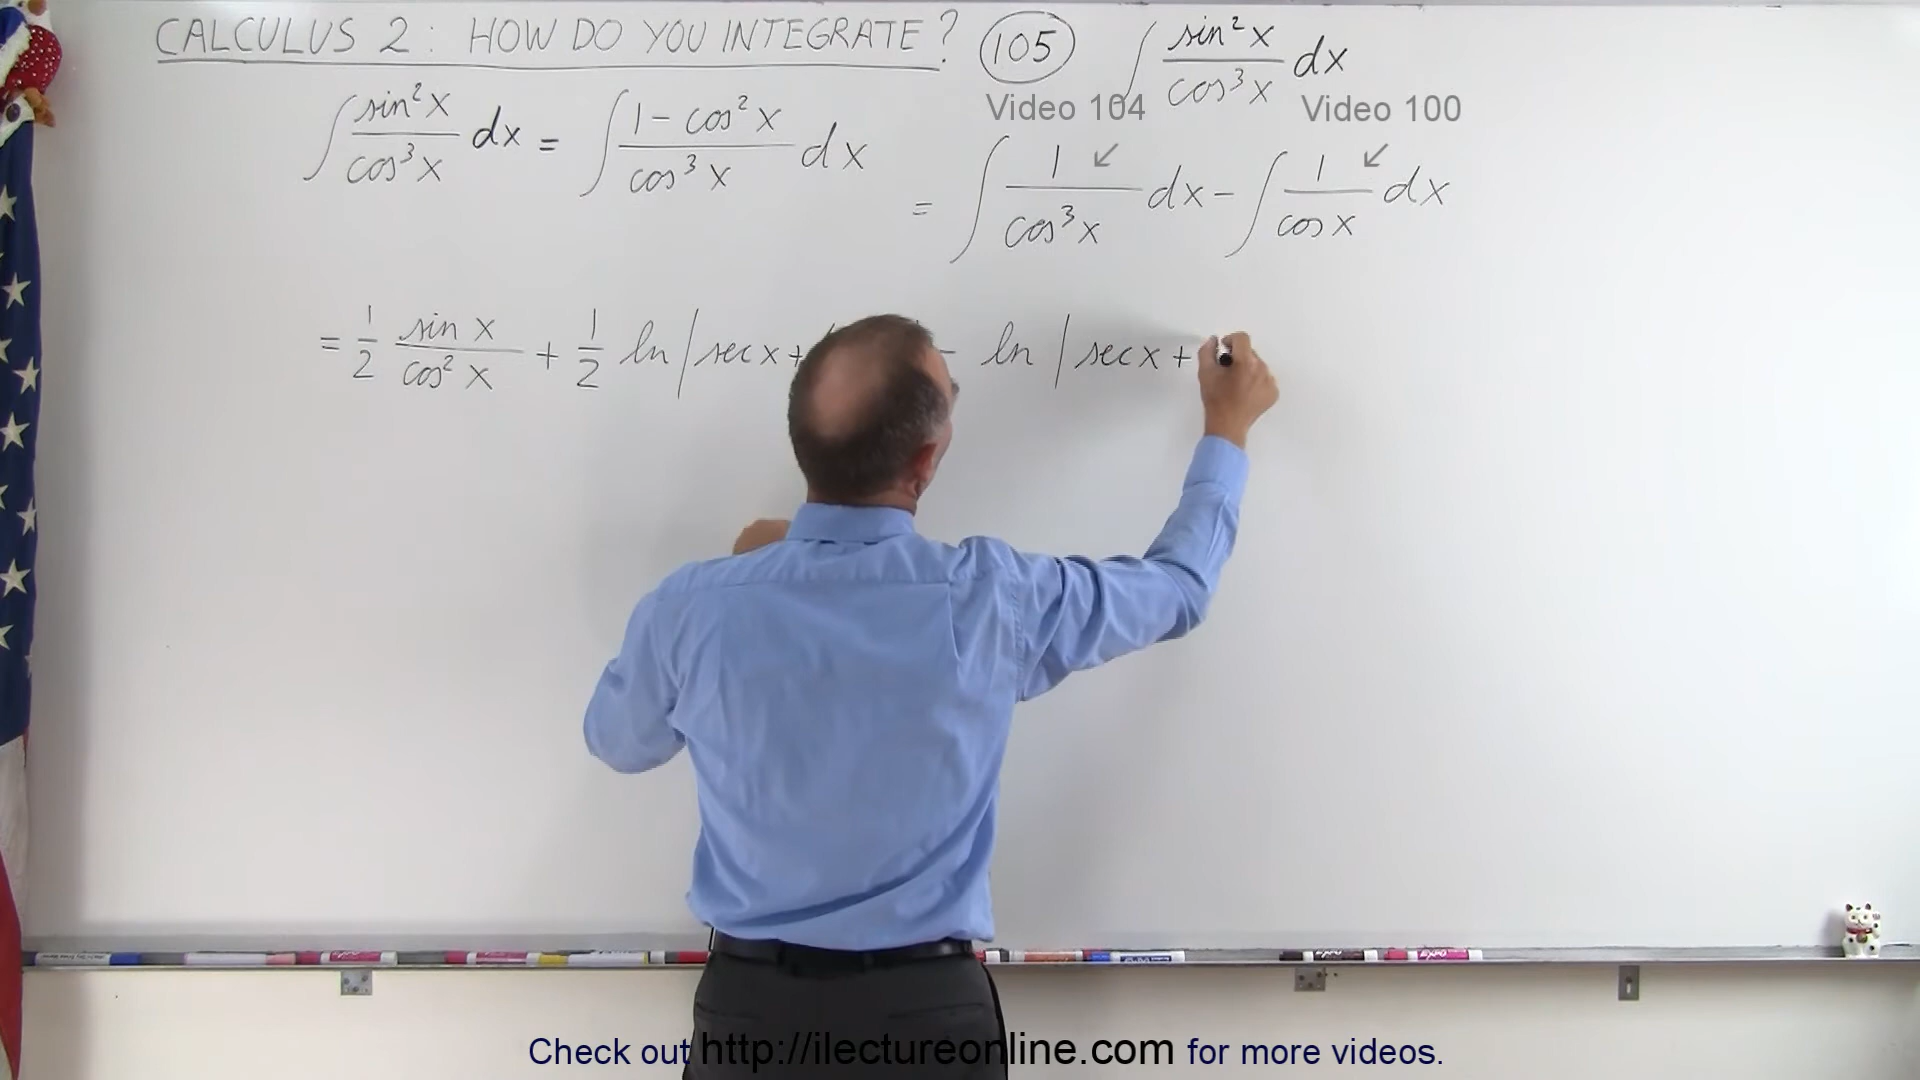 CALCULUS 2: HOW DO YOU INTEGRATE? 105 ∫ sin²x/cos³x dx
Video 104 Video 100
∫ sin²x/cos³x dx = ∫ (1 - cos²x)/cos³x dx
= ∫ 1/cos³x dx - ∫ 1/cos x dx
= 1/2 sin x/cos²x + 1/2 ln |sec x + - ln |sec x +
Check out http://ilectureonline.com for more videos.